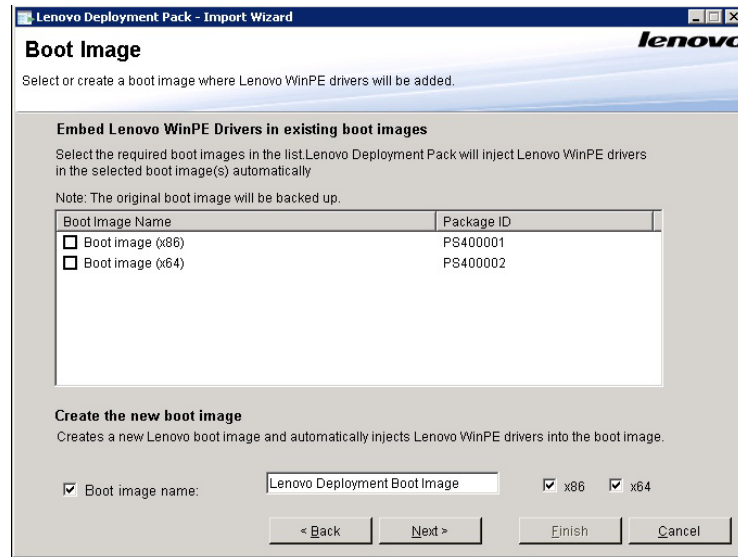 Lenovo Deployment Pack - Import Wizard
Boot Image
lenovo
Select or create a boot image where Lenovo WinPE drivers will be added.
Embed Lenovo WinPE Drivers in existing boot images
Select the required boot images in the list.Lenovo Deployment Pack will inject Lenovo WinPE drivers
in the selected boot image(s) automatically
Note: The original boot image will be backed up.
Boot Image Name Package ID
Boot image (x86) PS400001
Boot image (x64) PS400002
Create the new boot image
Creates a new Lenovo boot image and automatically injects Lenovo WinPE drivers into the boot image.
Boot image name: Lenovo Deployment Boot Image x86 x64
< Back Next > Finish Cancel